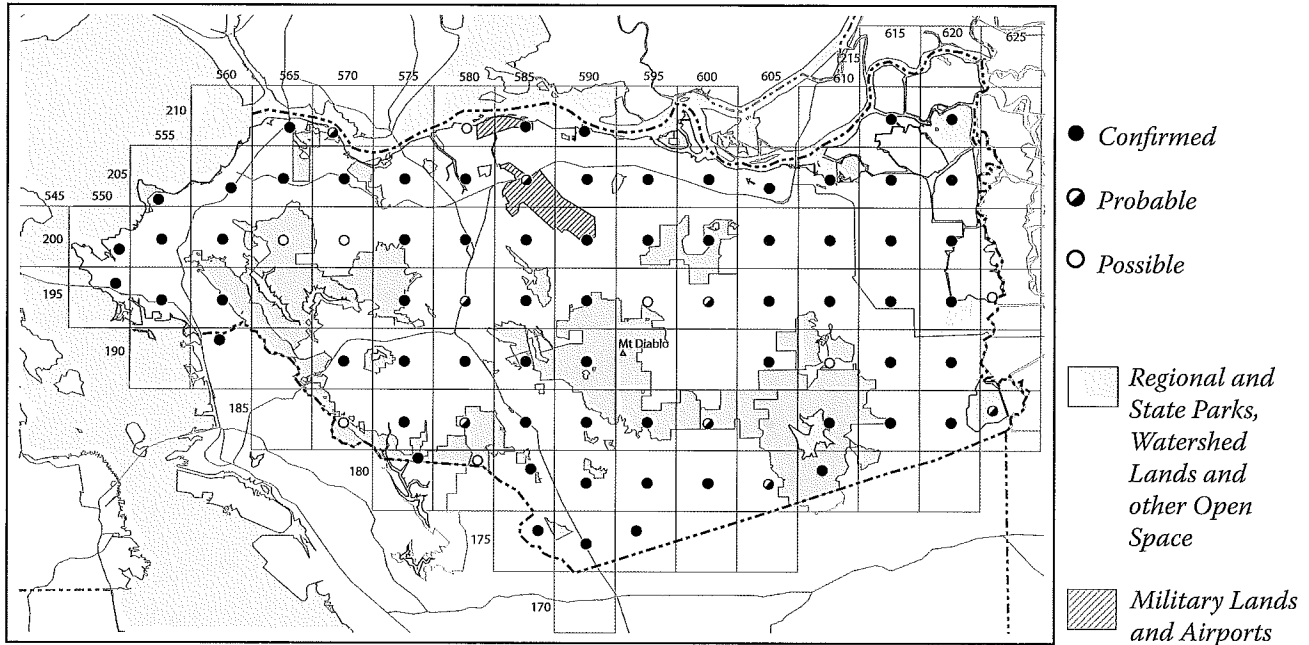 615 620 625
215
560 565 570 575 580 585 590 595 600 605 610
210
555
205
545 550
200
195
190
Mt Diablo
185
180
175
170
Confirmed
Probable
Possible
Regional and
State Parks,
Watershed
Lands and
other Open
Space
Military Lands
and Airports